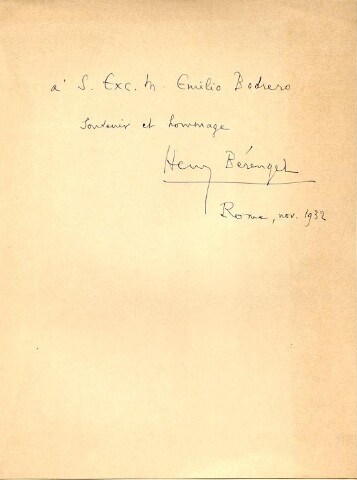 à S. Exc. M. Emilio Bodrero
Souvenir et hommage
Henry Bérenger
Rome, nov. 1932